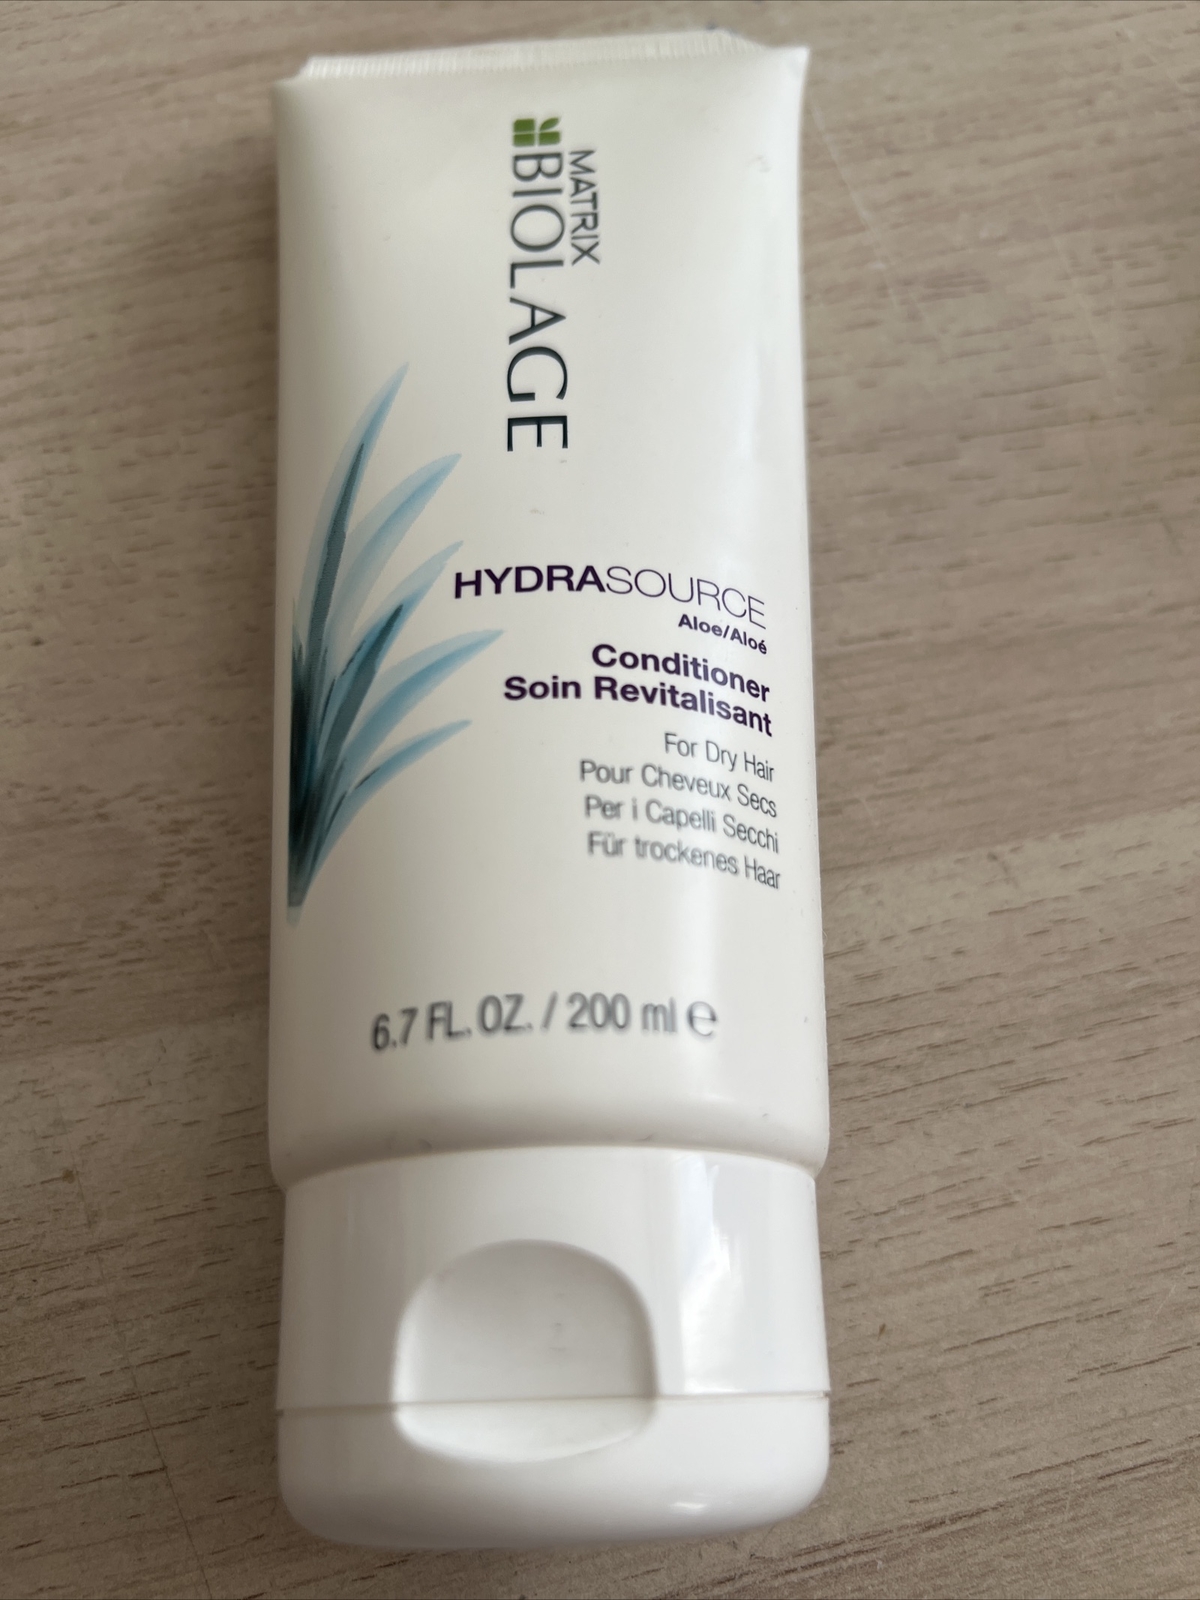 MATRIX
BIOLAGE
HYDRASOURCE
Aloe/Aloé
Conditioner
Soin Revitalisant
For Dry Hair
Pour Cheveux Secs
Per i Capelli Secchi
Für trockenes Haar
6.7 FL. OZ. / 200 ml ℮